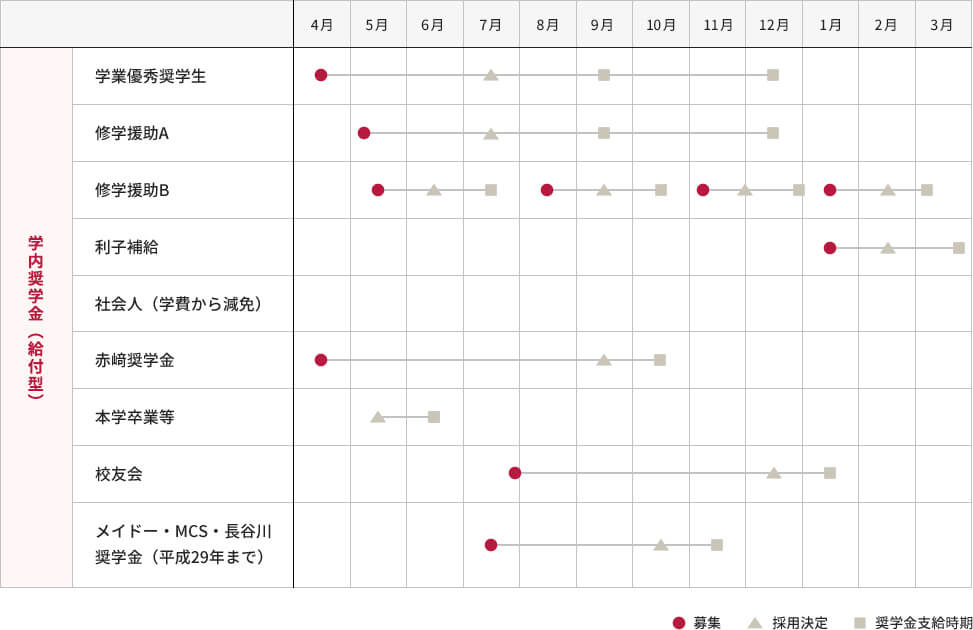 4月 5月 6月 7月 8月 9月 10月 11月 12月 1月 2月 3月
学内奨学金（給付型）
学業優秀奨学生
修学援助A
修学援助B
利子補給
社会人（学費から減免）
赤﨑奨学金
本学卒業等
校友会
メイドー・MCS・長谷川
奨学金（平成29年まで）
募集 採用決定 奨学金支給時期